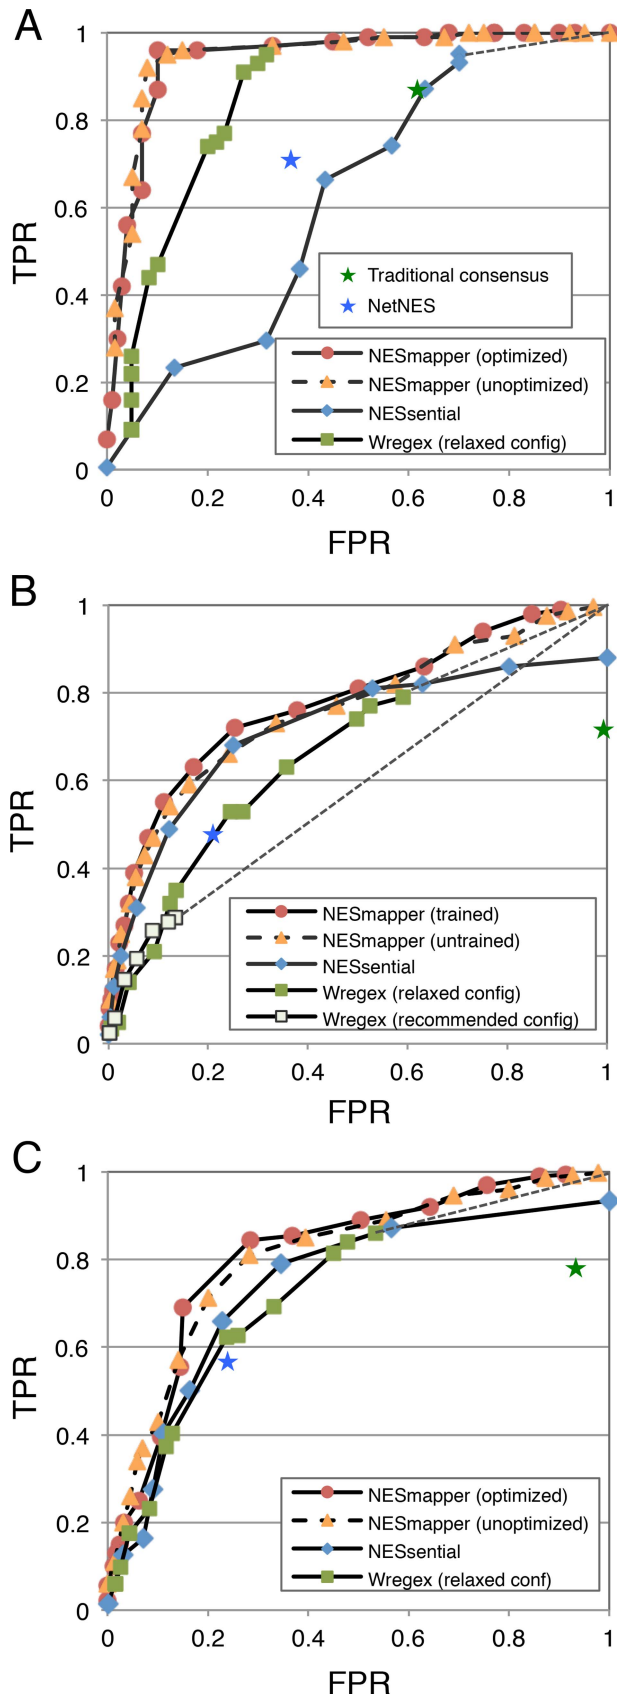 A
1
0.8
0.6
0.4
0.2
0
TPR
Traditional consensus
NetNES
NESmapper (optimized)
NESmapper (unoptimized)
NESsential
Wregex (relaxed config)
0 0.2 0.4 0.6 0.8 1
FPR
B
1
0.8
0.6
0.4
0.2
0
TPR
NESmapper (trained)
NESmapper (untrained)
NESsential
Wregex (relaxed config)
Wregex (recommended config)
0 0.2 0.4 0.6 0.8 1
FPR
C
1
0.8
0.6
0.4
0.2
0
TPR
NESmapper (optimized)
NESmapper (unoptimized)
NESsential
Wregex (relaxed conf)
0 0.2 0.4 0.6 0.8 1
FPR